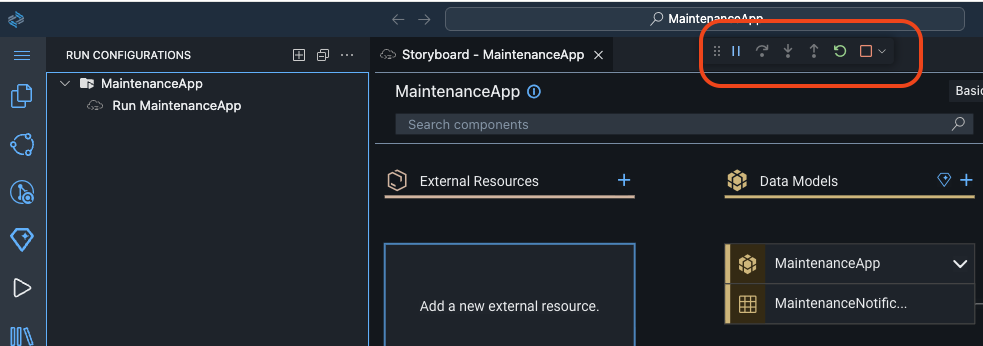 MaintenanceApp
RUN CONFIGURATIONS
Storyboard - MaintenanceApp
MaintenanceApp
Run MaintenanceApp
MaintenanceApp
Basic
Search components
External Resources
Data Models
MaintenanceApp
Add a new external resource.
MaintenanceNotific...